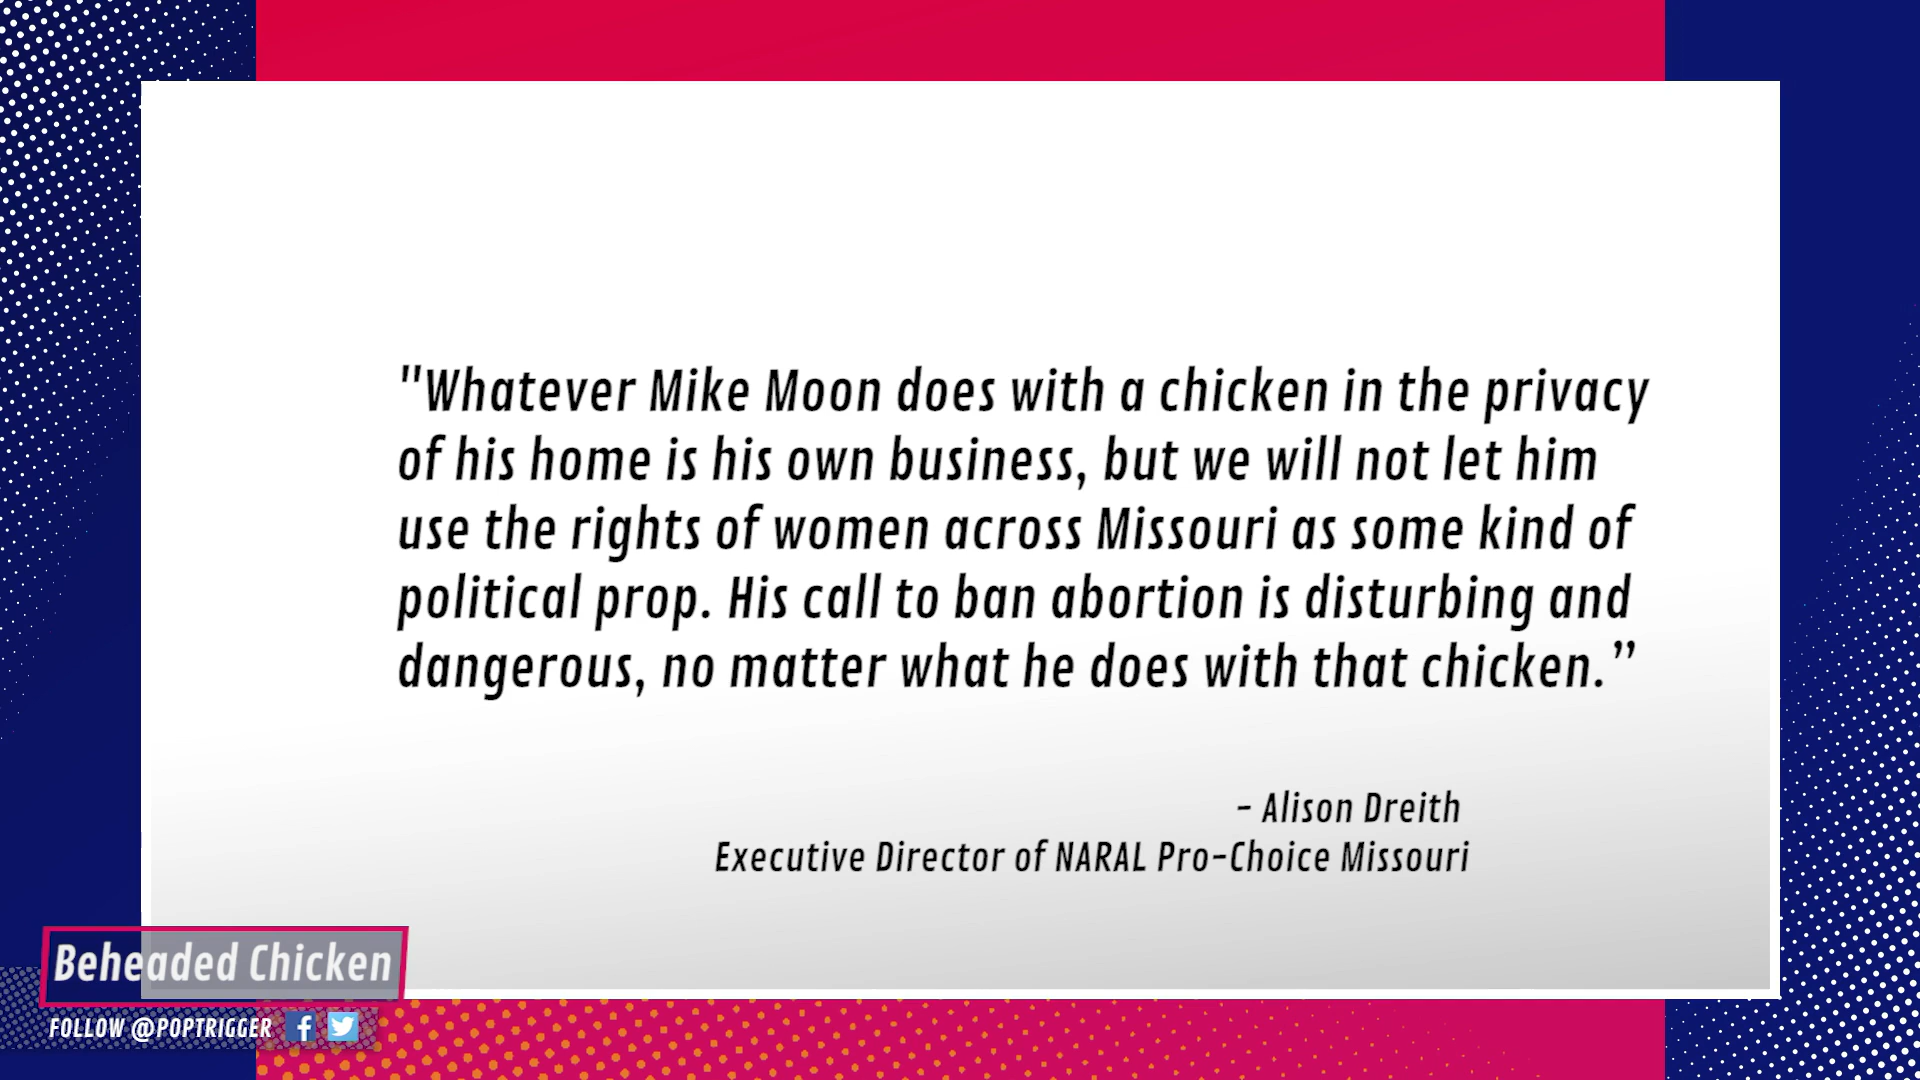 "Whatever Mike Moon does with a chicken in the privacy
of his home is his own business, but we will not let him
use the rights of women across Missouri as some kind of
political prop. His call to ban abortion is disturbing and
dangerous, no matter what he does with that chicken.”
- Alison Dreith
Executive Director of NARAL Pro-Choice Missouri
Beheaded Chicken
FOLLOW @POPTRIGGER